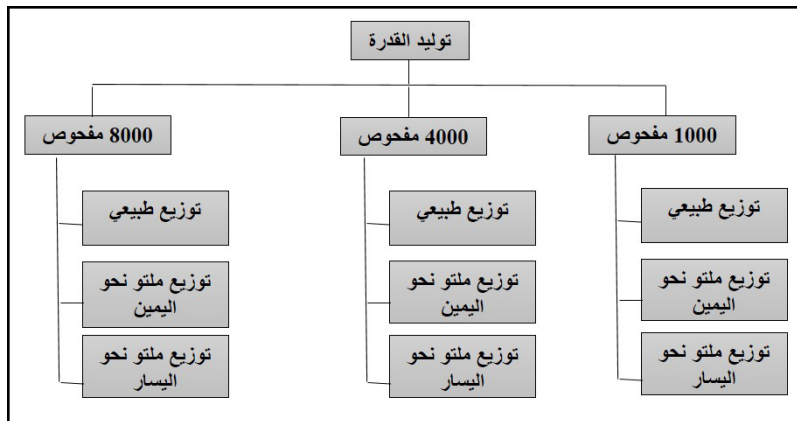 توليد القدرة
1000 مفحوص
4000 مفحوص
8000 مفحوص
توزيع طبيعي
توزيع طبيعي
توزيع طبيعي
توزيع ملتو نحو
اليمين
توزيع ملتو نحو
اليمين
توزيع ملتو نحو
اليمين
توزيع ملتو نحو
اليسار
توزيع ملتو نحو
اليسار
توزيع ملتو نحو
اليسار